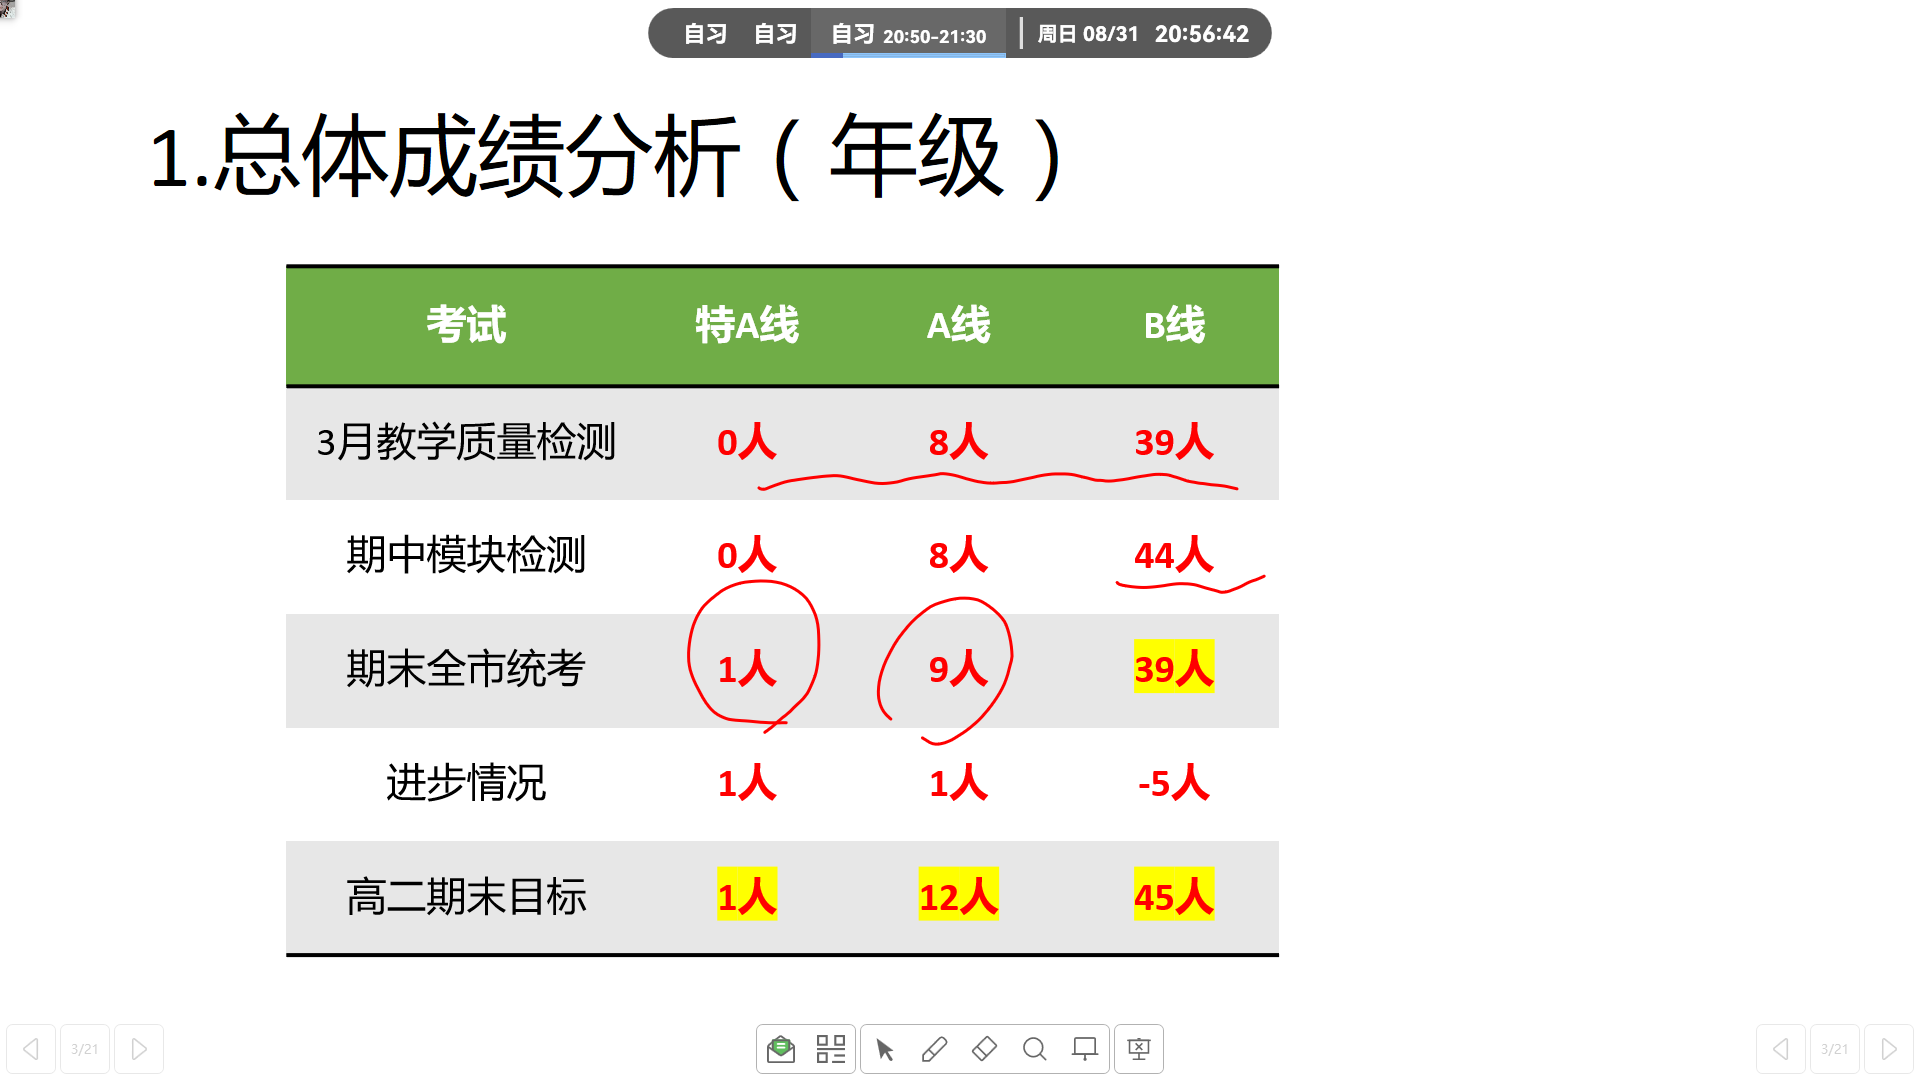 自习 自习 自习 20:50-21:30 周日 08/31 20:56:42
1.总体成绩分析（年级）
考试 特A线 A线 B线
3月教学质量检测 0人 8人 39人
期中模块检测 0人 8人 44人
期末全市统考 1人 9人 39人
进步情况 1人 1人 -5人
高二期末目标 1人 12人 45人
3/21 3/21